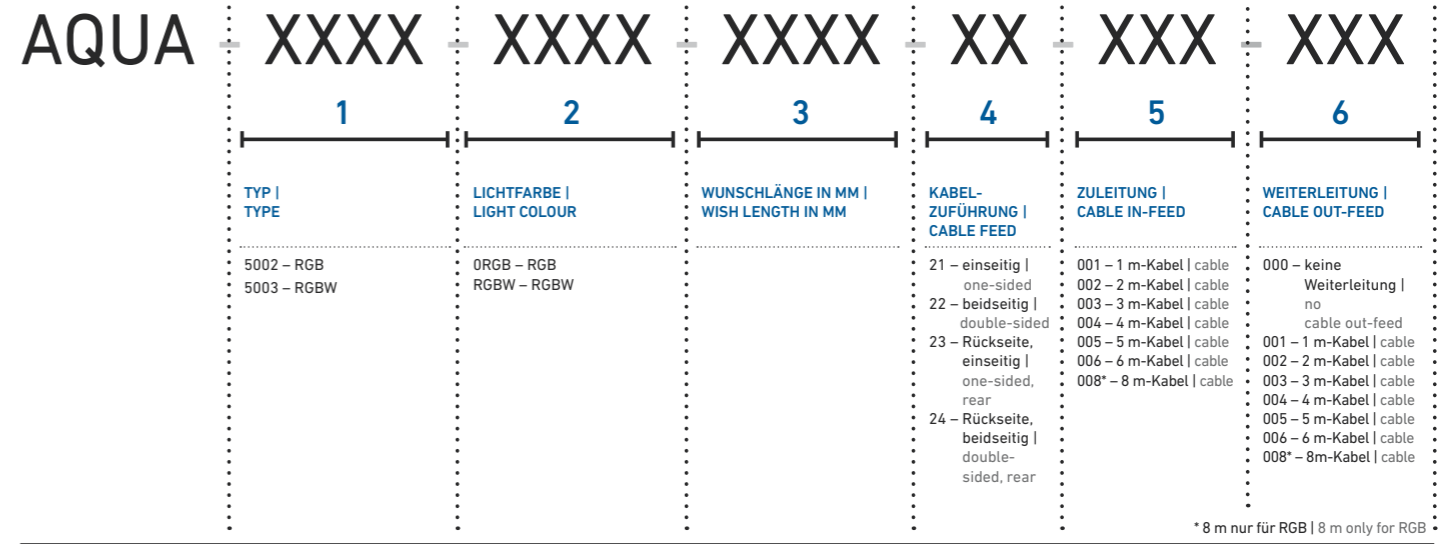 AQUA - XXXX - XXXX - XXXX - XX - XXX - XXX
1 2 3 4 5 6
TYP |
TYPE
LICHTFARBE |
LIGHT COLOUR
WUNSCHLÄNGE IN MM |
WISH LENGTH IN MM
KABEL-
ZUFÜHRUNG |
CABLE FEED
ZULEITUNG |
CABLE IN-FEED
WEITERLEITUNG |
CABLE OUT-FEED
5002 – RGB
5003 – RGBW
0RGB – RGB
RGBW – RGBW
21 – einseitig |
one-sided
22 – beidseitig |
double-sided
23 – Rückseite,
einseitig |
one-sided,
rear
24 – Rückseite,
beidseitig |
double-
sided, rear
001 – 1 m-Kabel | cable
002 – 2 m-Kabel | cable
003 – 3 m-Kabel | cable
004 – 4 m-Kabel | cable
005 – 5 m-Kabel | cable
006 – 6 m-Kabel | cable
008* – 8 m-Kabel | cable
000 – keine
Weiterleitung |
no
cable out-feed
001 – 1 m-Kabel | cable
002 – 2 m-Kabel | cable
003 – 3 m-Kabel | cable
004 – 4 m-Kabel | cable
005 – 5 m-Kabel | cable
006 – 6 m-Kabel | cable
008* – 8m-Kabel | cable
* 8 m nur für RGB | 8 m only for RGB